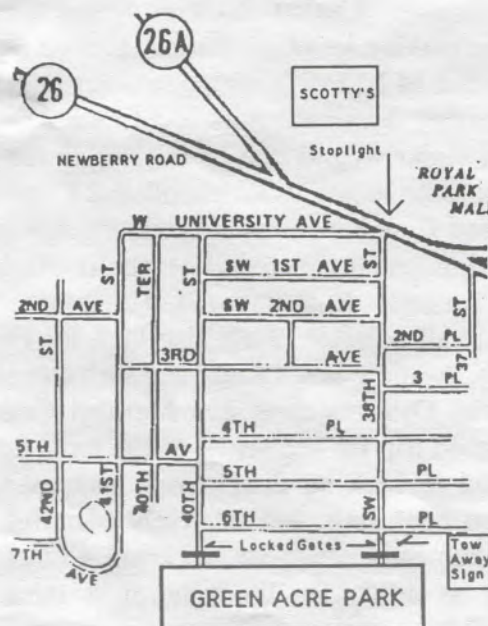 26A
26
SCOTTY'S
NEWBERRY ROAD
Stoplight
ROYAL
PARK
MALL
W UNIVERSITY AVE
ST
TER
ST
SW 1ST AVE
ST
SW 2ND AVE
ST
2ND AVE
2ND PL
37
ST
3RD AVE
3 PL
38TH
4TH PL
5TH AV
5TH PL
42ND
41ST
40TH
40TH
SW
6TH PL
7TH AVE
Locked Gates
Tow
Away
Sign
GREEN ACRE PARK